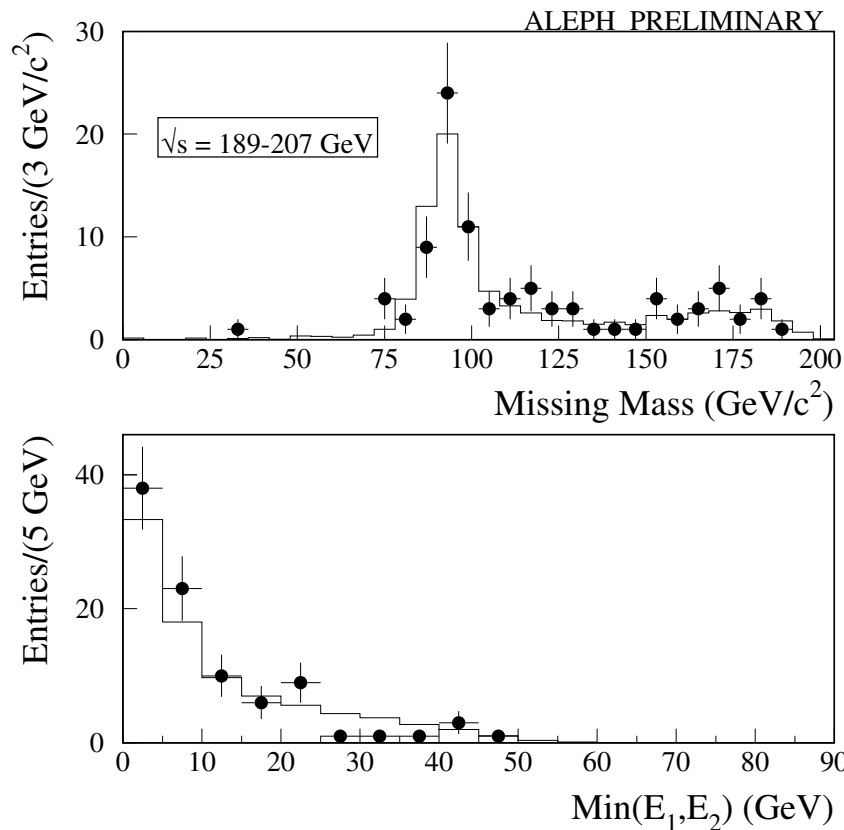 ALEPH PRELIMINARY
Entries/(3 GeV/c²)
30
20
10
0
√s = 189-207 GeV
0 25 50 75 100 125 150 175 200
Missing Mass (GeV/c²)
Entries/(5 GeV)
40
20
0
0 10 20 30 40 50 60 70 80 90
Min(E₁,E₂) (GeV)